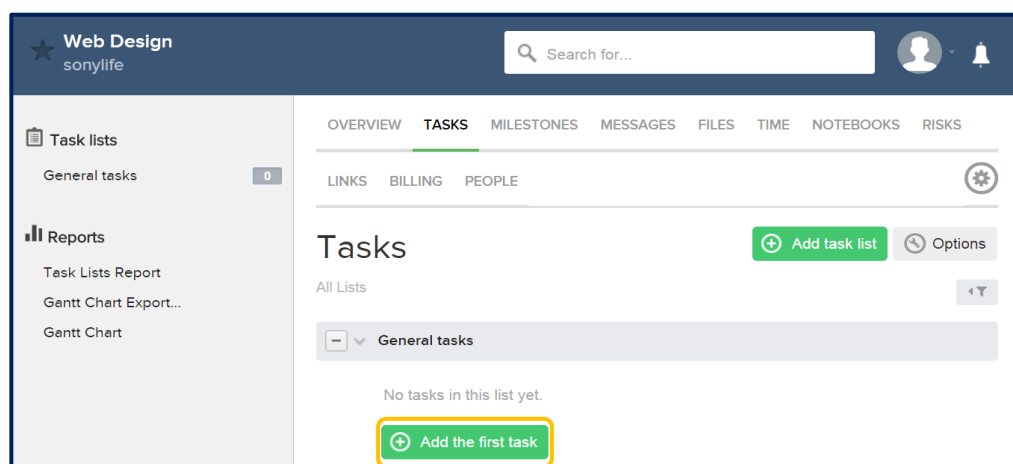 Web Design
sonylife
Search for...
Task lists
General tasks 0
Reports
Task Lists Report
Gantt Chart Export...
Gantt Chart
OVERVIEW TASKS MILESTONES MESSAGES FILES TIME NOTEBOOKS RISKS
LINKS BILLING PEOPLE
Tasks
Add task list Options
All Lists
General tasks
No tasks in this list yet.
Add the first task